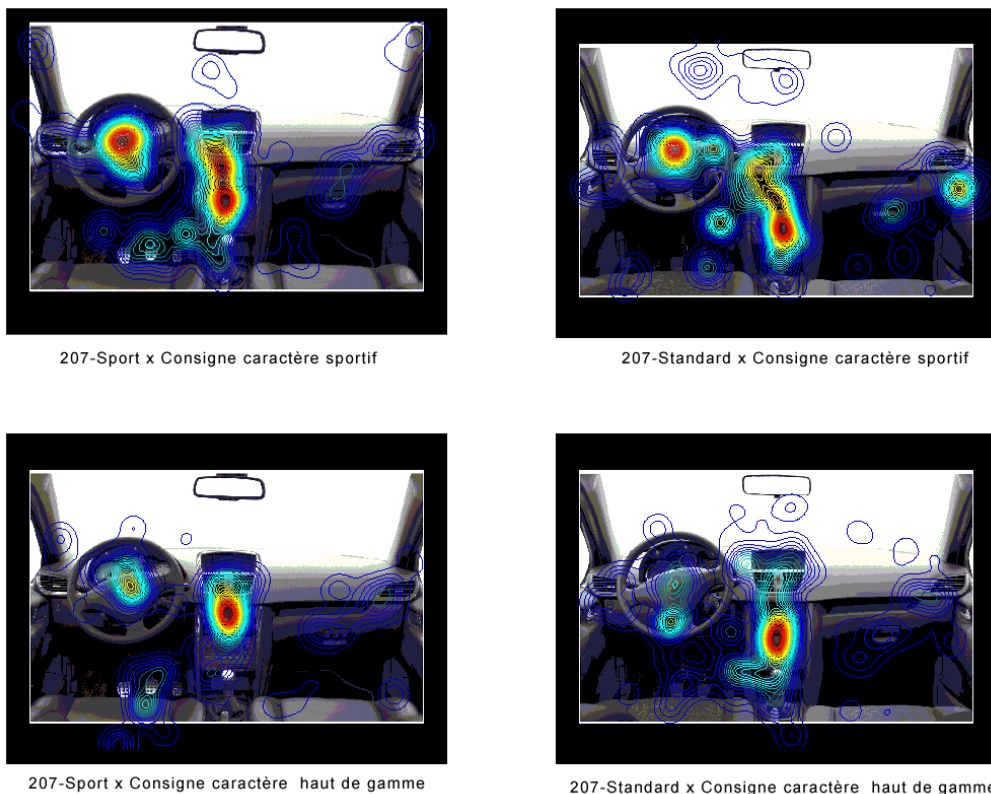 207-Sport x Consigne caractère sportif
207-Standard x Consigne caractère sportif
207-Sport x Consigne caractère haut de gamme
207-Standard x Consigne caractère haut de gamme